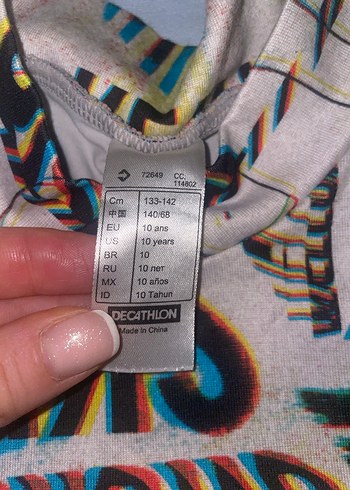 72649 CC.
114802
Cm 133-142
中国 140/68
EU 10 ans
US 10 years
BR 10
RU 10 лет
MX 10 años
ID 10 Tahun
DECATHLON
Made in China